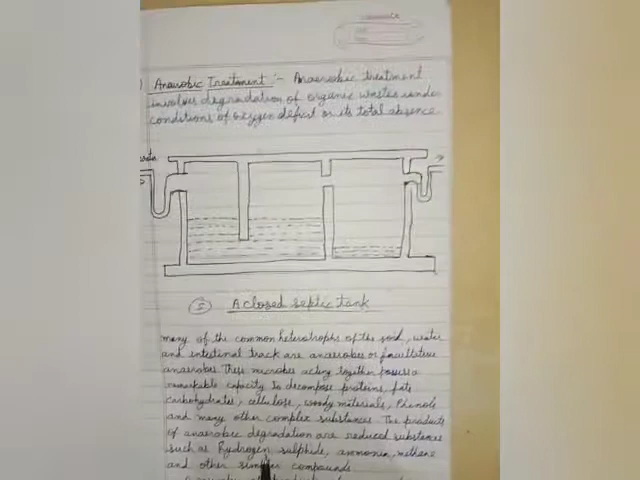 ) Anaerobic Treatment :- Anaerobic treatment
involves degradation of organic wastes under
conditions of oxygen deficit or its total absence.
A closed septic tank
many of the common heterotrophs of the soil, water
and intestinal track are anaerobes or facultative
anaerobes. These microbes acting together possess a
remarkable capacity to decompose proteins, fats
carbohydrates, cellulose, woody materials, Phenols
and many other complex substances. The products
of anaerobic degradation are reduced substances
such as hydrogen sulphide, ammonia, methane
and other simpler compounds.